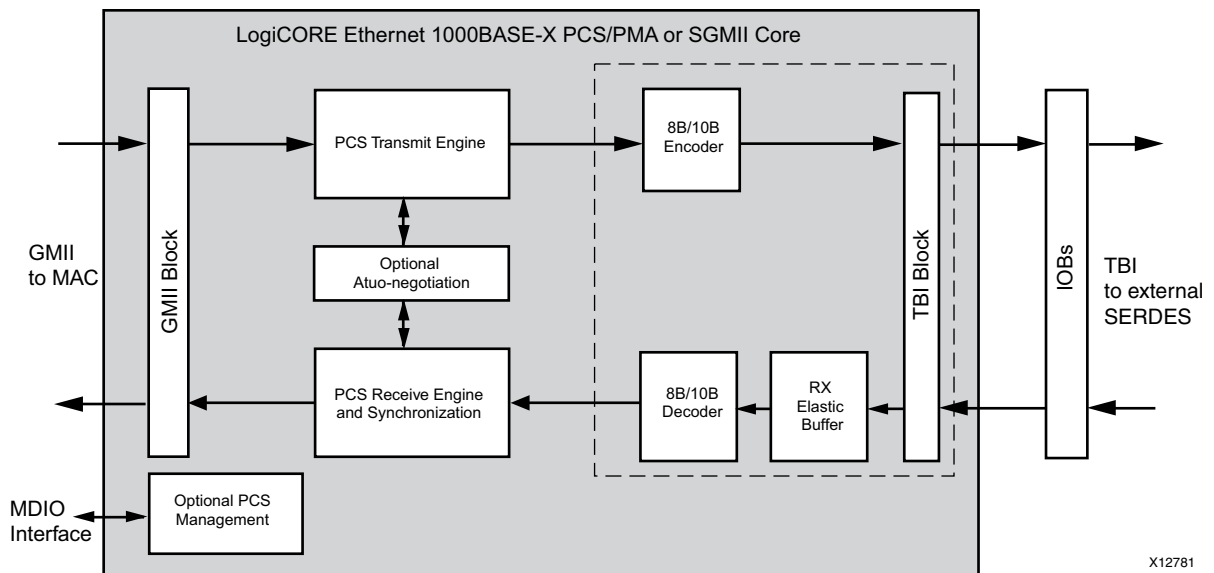 LogiCORE Ethernet 1000BASE-X PCS/PMA or SGMII Core
GMII
to MAC
GMII Block
PCS Transmit Engine
Optional
Atuo-negotiation
PCS Receive Engine
and Synchronization
8B/10B
Encoder
8B/10B
Decoder
RX
Elastic
Buffer
TBI Block
IOBs
TBI
to external
SERDES
MDIO
Interface
Optional PCS
Management
X12781